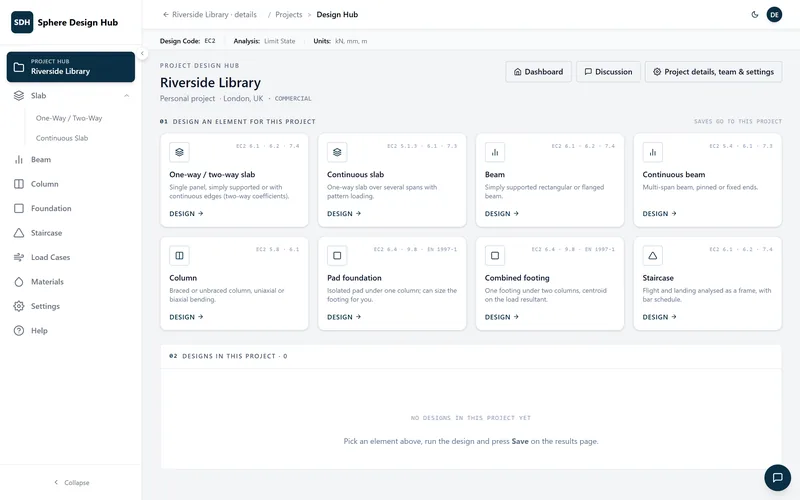 SDH Sphere Design Hub
← Riverside Library · details / Projects > Design Hub
DE
Design Code: EC2 Analysis: Limit State Units: kN, mm, m
PROJECT HUB
Riverside Library
Slab
One-way / Two-Way
Continuous Slab
Beam
Column
Foundation
Staircase
Load Cases
Materials
Settings
Help
Collapse
PROJECT DESIGN HUB
Riverside Library
Personal project · London, UK · COMMERCIAL
Dashboard
Discussion
Project details, team & settings
01 DESIGN AN ELEMENT FOR THIS PROJECT
SAVES GO TO THIS PROJECT
EC2 6.1 · 6.2 · 7.4
One-way / two-way slab
Single panel, simply supported or with
continuous edges (two-way coefficients).
DESIGN →
EC2 5.1.3 · 6.1 · 7.3
Continuous slab
One-way slab over several spans with
pattern loading.
DESIGN →
EC2 6.1 · 6.2 · 7.4
Beam
Simply supported rectangular or flanged
beam.
DESIGN →
EC2 5.4 · 6.1 · 7.3
Continuous beam
Multi-span beam, pinned or fixed ends.
DESIGN →
EC2 5.8 · 6.1
Column
Braced or unbraced column, uniaxial or
biaxial bending.
DESIGN →
EC2 6.4 · 9.8 · EN 1997-1
Pad foundation
Isolated pad under one column; can size the
footing for you.
DESIGN →
EC2 6.4 · 9.8 · EN 1997-1
Combined footing
One footing under two columns, centroid
on the load resultant.
DESIGN →
EC2 6.1 · 6.2 · 7.4
Staircase
Flight and landing analysed as a frame, with
bar schedule.
DESIGN →
02 DESIGNS IN THIS PROJECT · 0
NO DESIGNS IN THIS PROJECT YET
Pick an element above, run the design and press Save on the results page.